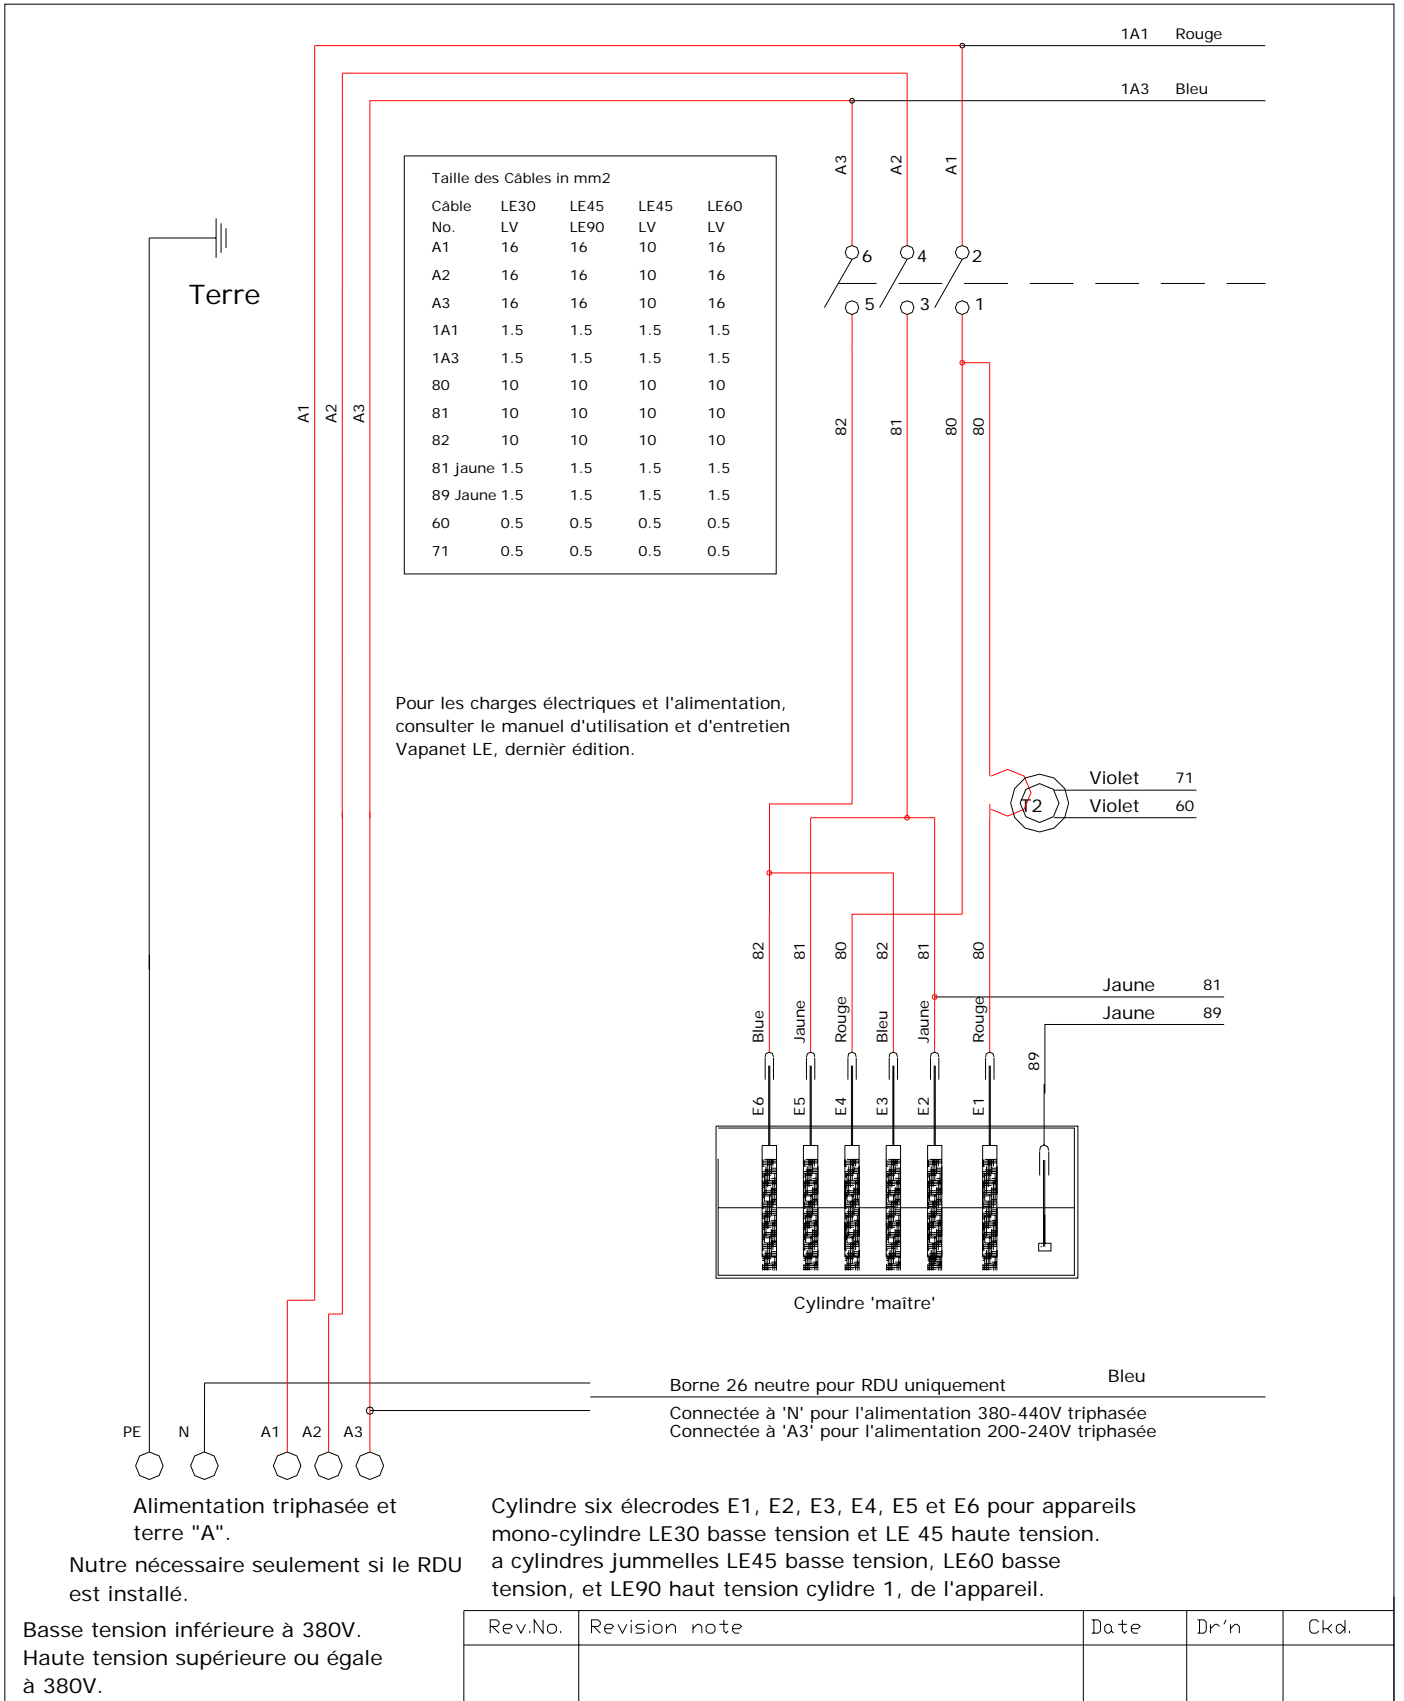 1A1 Rouge
1A3 Bleu
A3 A2 A1
Taille des Câbles in mm2
Câble LE30 LE45 LE45 LE60
No. LV LE90 LV LV
A1 16 16 10 16
A2 16 16 10 16
A3 16 16 10 16
1A1 1.5 1.5 1.5 1.5
1A3 1.5 1.5 1.5 1.5
80 10 10 10 10
81 10 10 10 10
82 10 10 10 10
81 jaune 1.5 1.5 1.5 1.5
89 Jaune 1.5 1.5 1.5 1.5
60 0.5 0.5 0.5 0.5
71 0.5 0.5 0.5 0.5
6 4 2
5 3 1
Terre
A1 A2 A3
82 81 80 80
Pour les charges électriques et l'alimentation,
consulter le manuel d'utilisation et d'entretien
Vapanet LE, dernièr édition.
Violet 71
T2
Violet 60
82 81 80 82 81 80
Jaune 81
Jaune 89
Blue Jaune Rouge Bleu Jaune Rouge
89
E6 E5 E4 E3 E2 E1
Cylindre 'maître'
Borne 26 neutre pour RDU uniquement Bleu
Connectée à 'N' pour l'alimentation 380-440V triphasée
Connectée à 'A3' pour l'alimentation 200-240V triphasée
PE N A1 A2 A3
Alimentation triphasée et
terre "A".
Nutre nécessaire seulement si le RDU
est installé.
Cylindre six élecrodes E1, E2, E3, E4, E5 et E6 pour appareils
mono-cylindre LE30 basse tension et LE 45 haute tension.
a cylindres jummelles LE45 basse tension, LE60 basse
tension, et LE90 haut tension cylidre 1, de l'appareil.
Basse tension inférieure à 380V.
Haute tension supérieure ou égale
à 380V.
Rev.No. Revision note Date Dr'n Ckd.